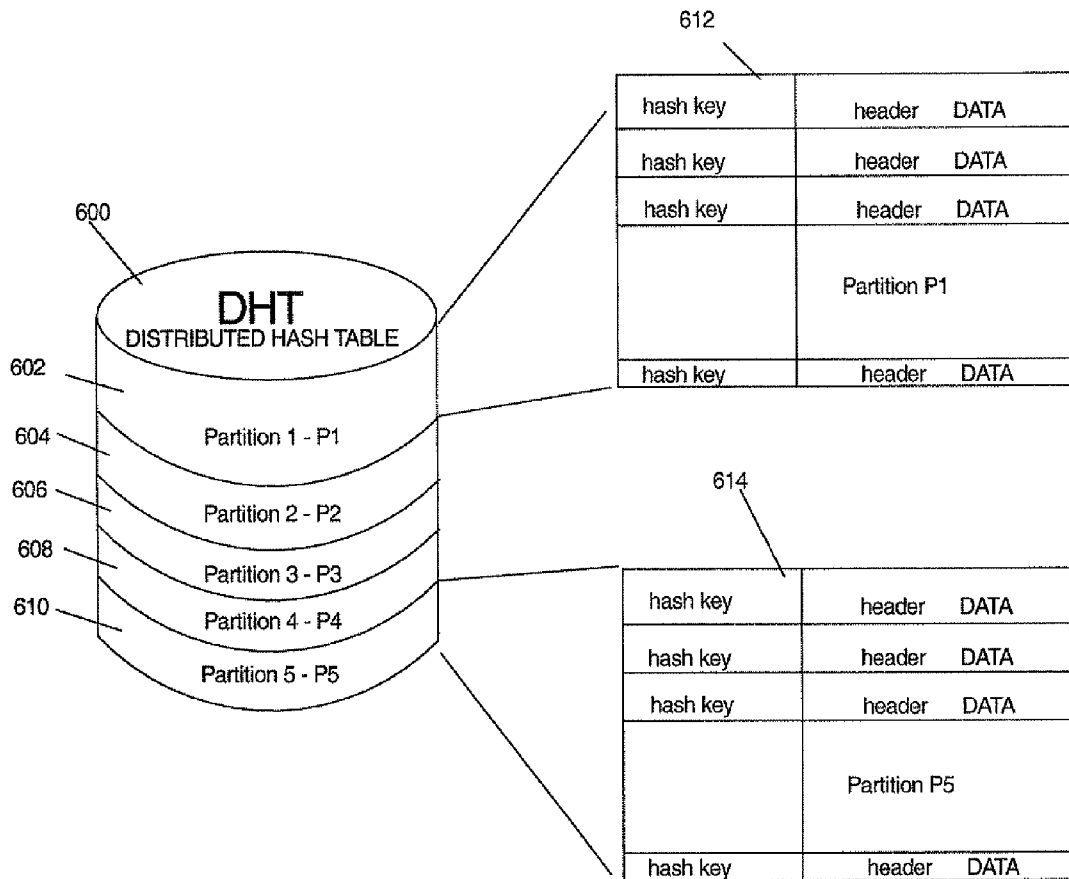 612
hash key header DATA
hash key header DATA
hash key header DATA
Partition P1
hash key header DATA
600
DHT
DISTRIBUTED HASH TABLE
602
Partition 1 - P1
604
Partition 2 - P2
606
Partition 3 - P3
608
Partition 4 - P4
610
Partition 5 - P5
614
hash key header DATA
hash key header DATA
hash key header DATA
Partition P5
hash key header DATA